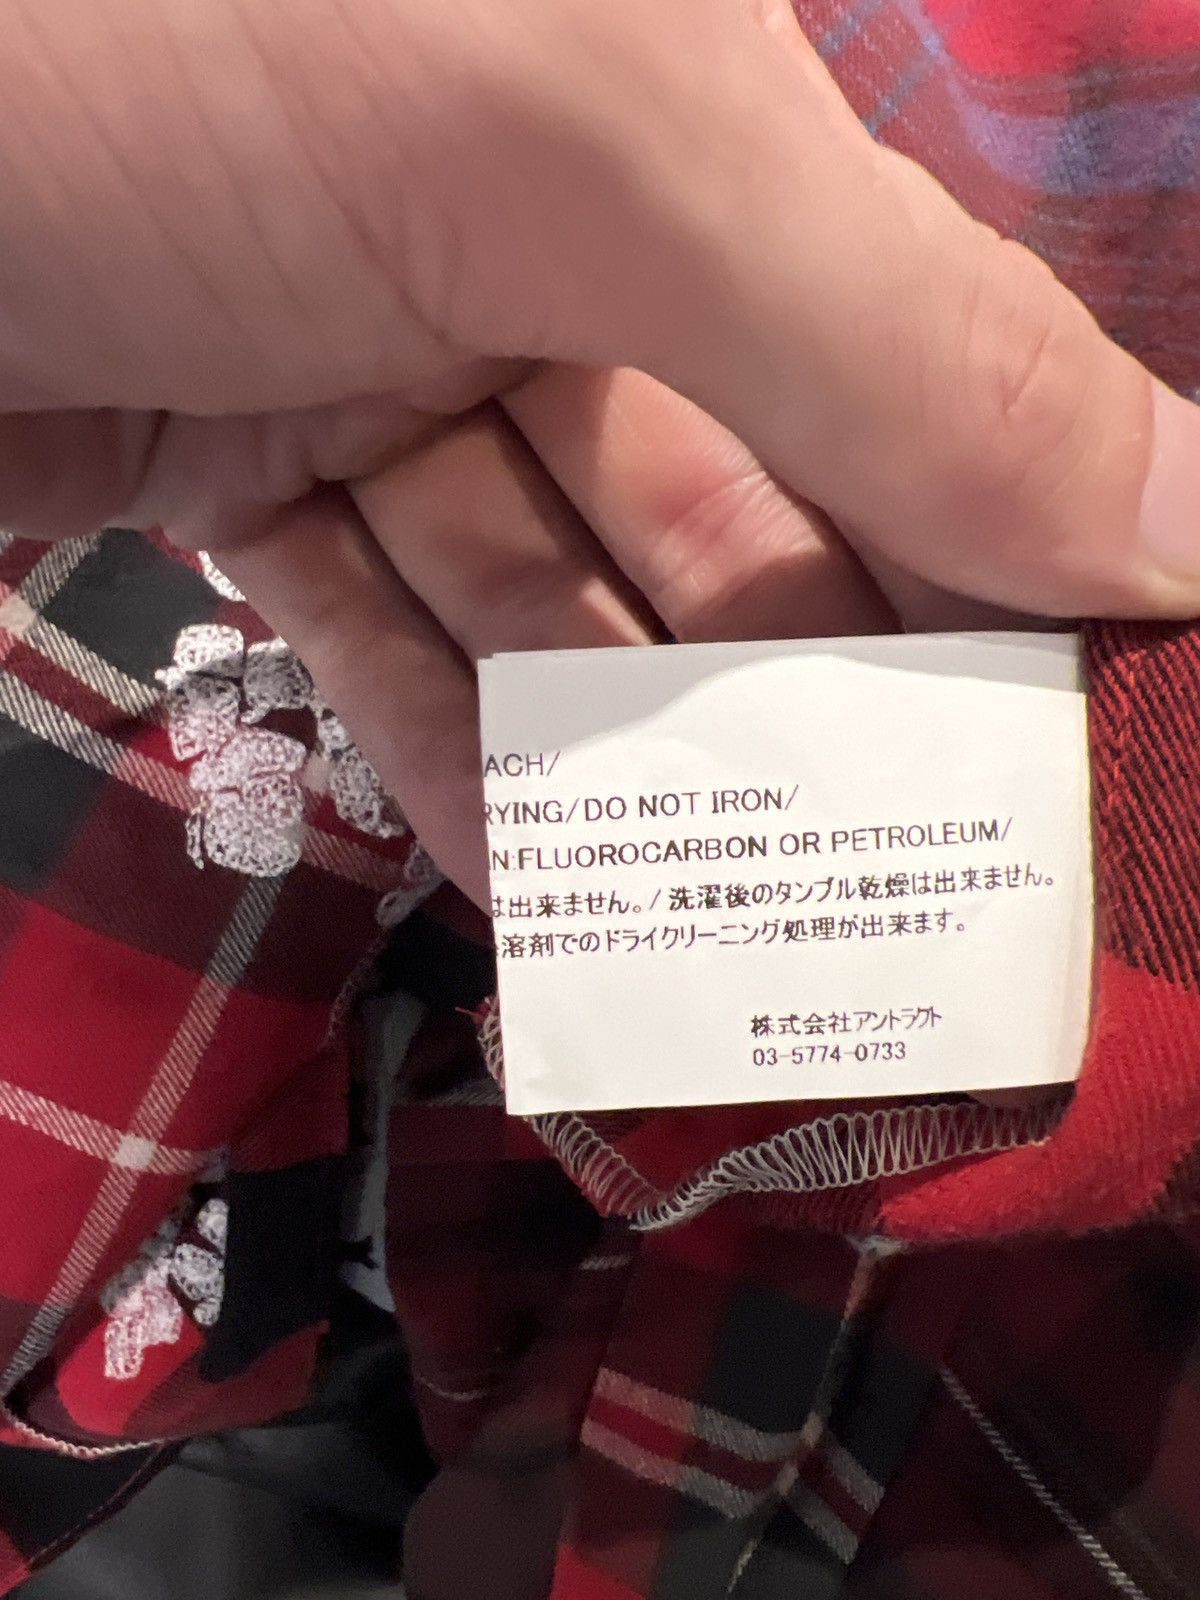 ACH/
RYING/DO NOT IRON/
N:FLUOROCARBON OR PETROLEUM/
は出来ません。/洗濯後のタンブル乾燥は出来ません。
溶剤でのドライクリーニング処理が出来ます。
株式会社アントラクト
03-5774-0733